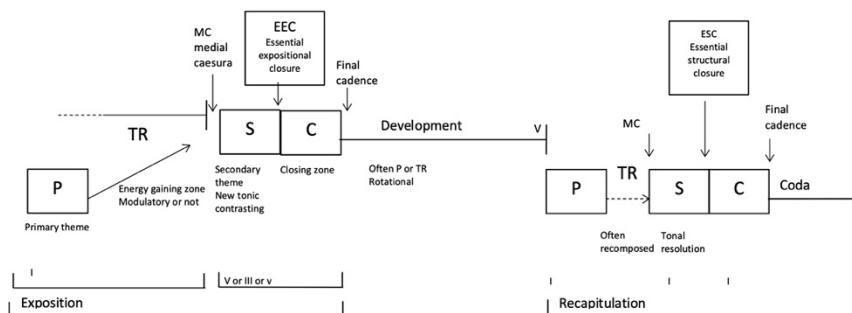 MC
medial
caesura
EEC
Essential
expositional
closure
Final
cadence
TR
S
C
Development
V
P
Energy gaining zone
Modulatory or not
Primary theme
Secondary
theme
New tonic
contrasting
Closing zone
Often P or TR
Rotational
I
V or III or v
Exposition
ESC
Essential
structural
closure
MC
Final
cadence
P
TR
S
C
Coda
Often
recomposed
Tonal
resolution
I
I
I
Recapitulation